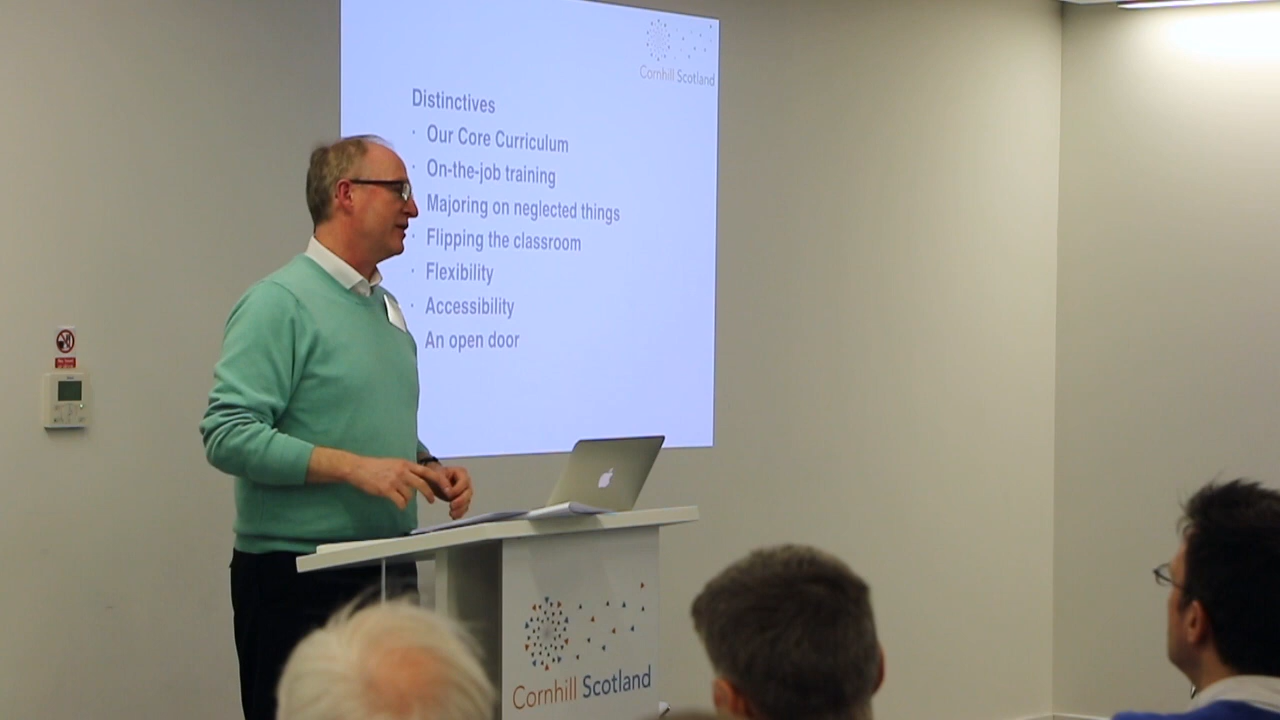 Cornhill Scotland
Distinctives
· Our Core Curriculum
· On-the-job training
· Majoring on neglected things
· Flipping the classroom
· Flexibility
· Accessibility
An open door
Cornhill Scotland